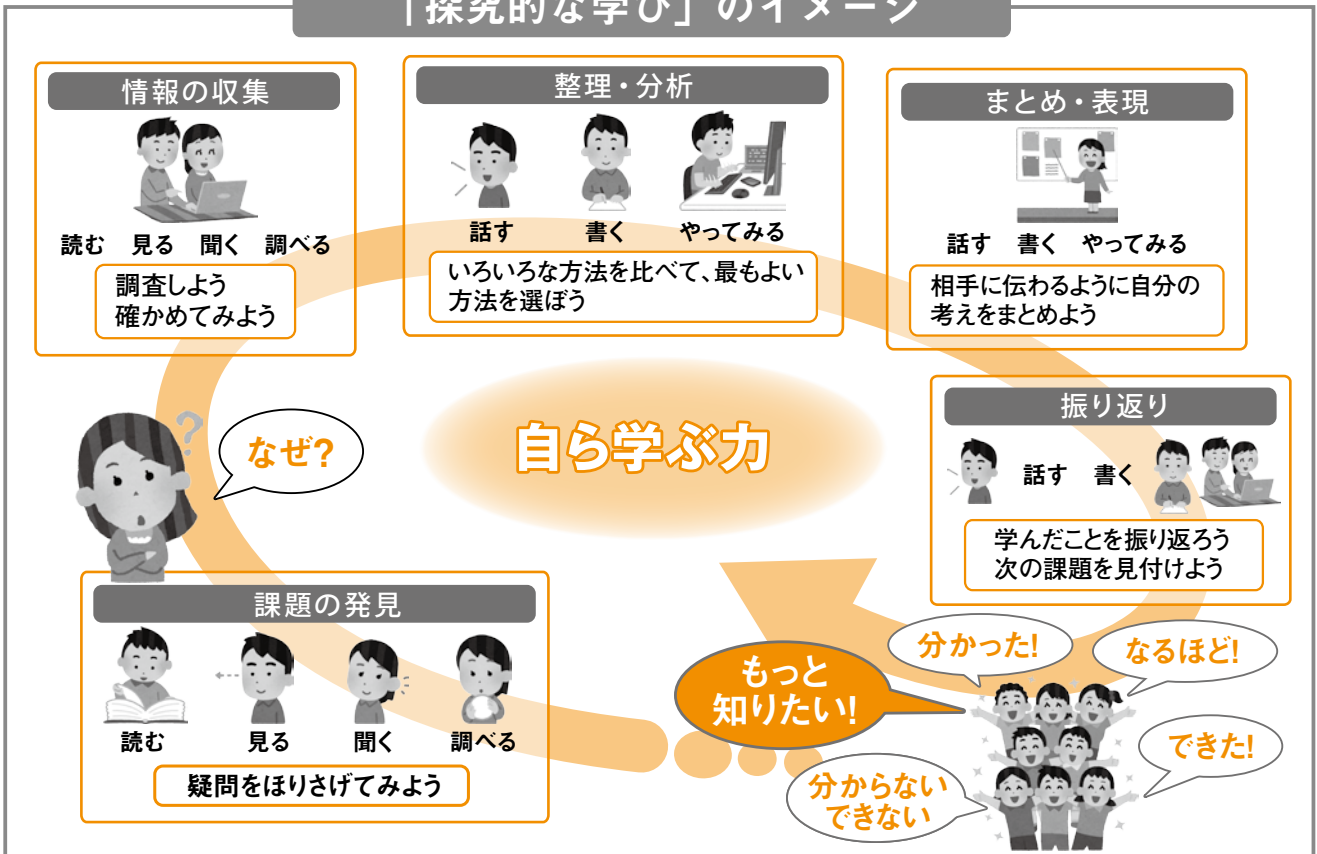 「探究的な学び」のイメージ
情報の収集
読む 見る 聞く 調べる
調査しよう
確かめてみよう
整理・分析
話す 書く やってみる
いろいろな方法を比べて、最もよい
方法を選ぼう
まとめ・表現
話す 書く やってみる
相手に伝わるように自分の
考えをまとめよう
振り返り
話す 書く
学んだことを振り返ろう
次の課題を見付けよう
自ら学ぶ力
?
なぜ?
課題の発見
読む 見る 聞く 調べる
疑問をほりさげてみよう
もっと
知りたい!
分かった!
なるほど!
できた!
分からない
できない